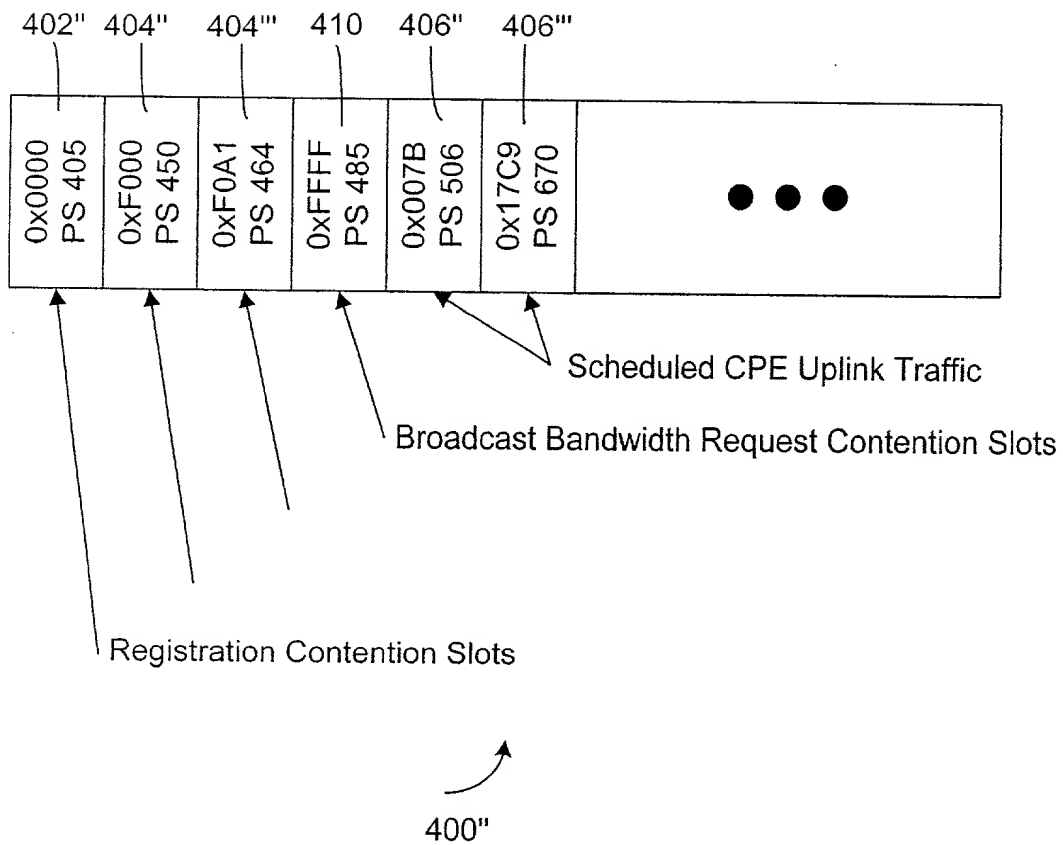 402" 404" 404''' 410 406" 406'''
0x0000
PS 405
0xF000
PS 450
0xF0A1
PS 464
0xFFFF
PS 485
0x007B
PS 506
0x17C9
PS 670
Scheduled CPE Uplink Traffic
Broadcast Bandwidth Request Contention Slots
Registration Contention Slots
400"